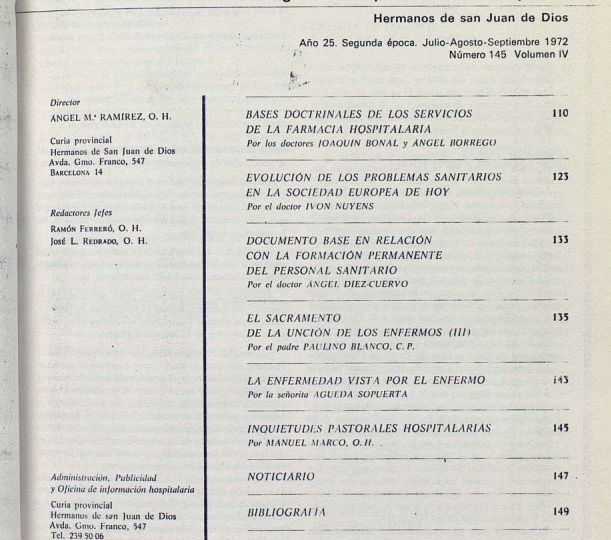 Hermanos de san Juan de Dios
Año 25. Segunda época. Julio-Agosto-Septiembre 1972
Número 145 Volumen IV
Director
ÁNGEL M.ª RAMÍREZ, O. H.
Curia provincial
Hermanos de San Juan de Dios
Avda. Gmo. Franco, 547
BARCELONA 14
Redactores Jefes
RAMÓN FERRERÓ, O. H.
JOSÉ L. REDRADO, O. H.
Administración, Publicidad
y Oficina de información hospitalaria
Curia provincial
Hermanos de san Juan de Dios
Avda. Gmo. Franco, 547
Tel. 239 50 06
BASES DOCTRINALES DE LOS SERVICIOS 110
DE LA FARMACIA HOSPITALARIA
Por los doctores JOAQUIN BONAL y ANGEL BORREGO
EVOLUCIÓN DE LOS PROBLEMAS SANITARIOS 123
EN LA SOCIEDAD EUROPEA DE HOY
Por el doctor IVON NUYENS
DOCUMENTO BASE EN RELACIÓN 133
CON LA FORMACIÓN PERMANENTE
DEL PERSONAL SANITARIO
Por el doctor ANGEL DIEZ-CUERVO
EL SACRAMENTO 135
DE LA UNCIÓN DE LOS ENFERMOS (III)
Por el padre PAULINO BLANCO, C. P.
LA ENFERMEDAD VISTA POR EL ENFERMO 143
Por la señorita AGUEDA SOPUERTA
INQUIETUDES PASTORALES HOSPITALARIAS 145
Por MANUEL MARCO, O. H.
NOTICIARIO 147
BIBLIOGRAFÍA 149